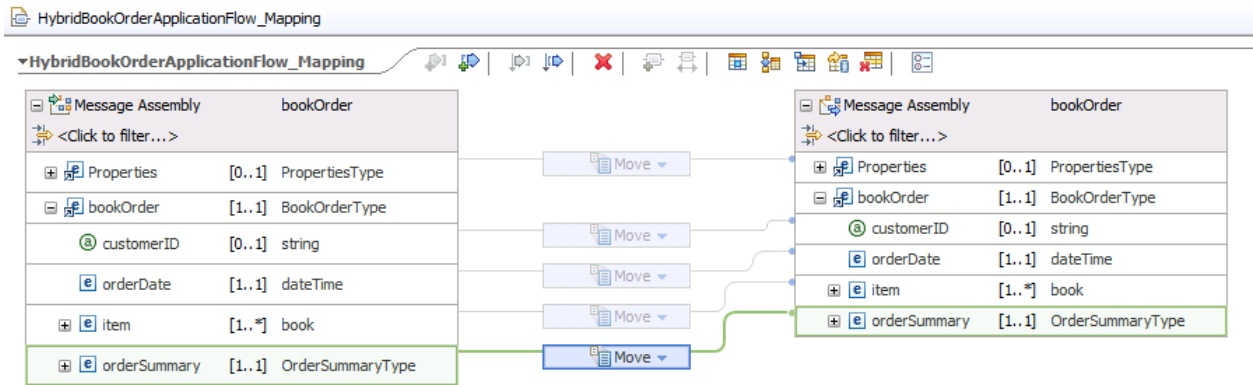 HybridBookOrderApplicationFlow_Mapping
HybridBookOrderApplicationFlow_Mapping
Message Assembly bookOrder
<Click to filter...>
Properties [0..1] PropertiesType
bookOrder [1..1] BookOrderType
customerID [0..1] string
orderDate [1..1] dateTime
item [1..*] book
orderSummary [1..1] OrderSummaryType
Move
Move
Move
Move
Move
Message Assembly bookOrder
<Click to filter...>
Properties [0..1] PropertiesType
bookOrder [1..1] BookOrderType
customerID [0..1] string
orderDate [1..1] dateTime
item [1..*] book
orderSummary [1..1] OrderSummaryType